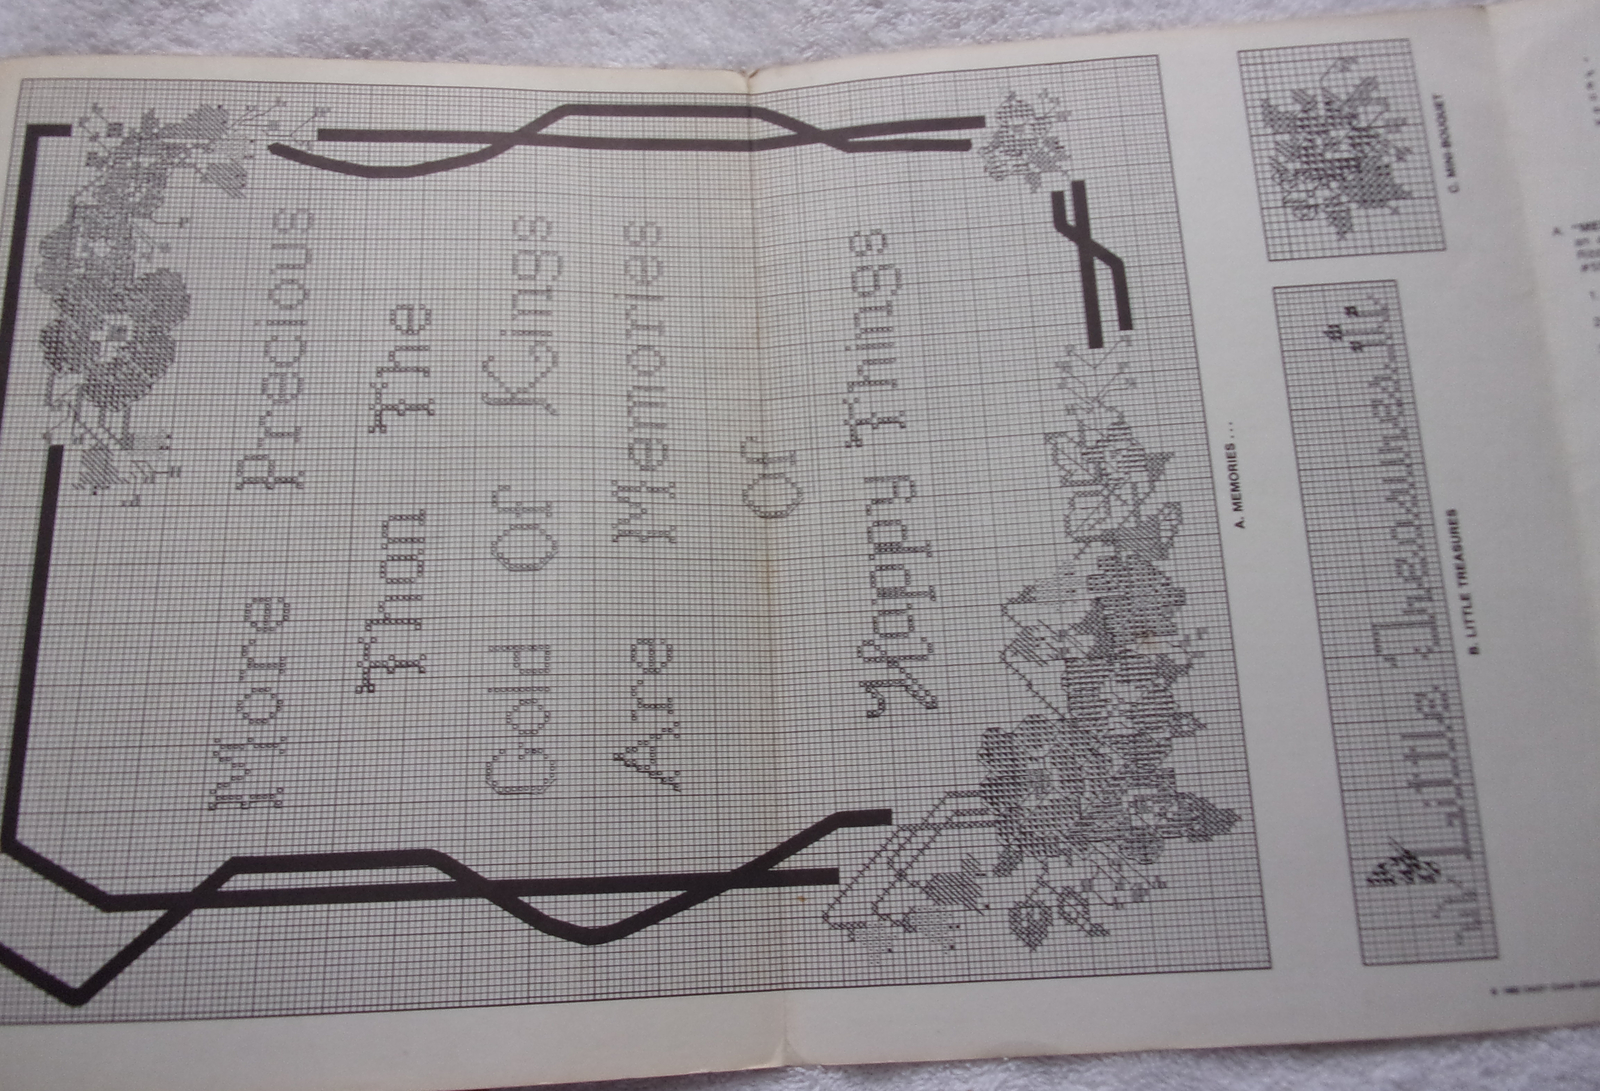 More Precious
Than The
Gold Of Kings
Are Memories
Of
Happy Things
A. MEMORIES...
C. MINI BOUQUET
Little Treasures
B. LITTLE TREASURES